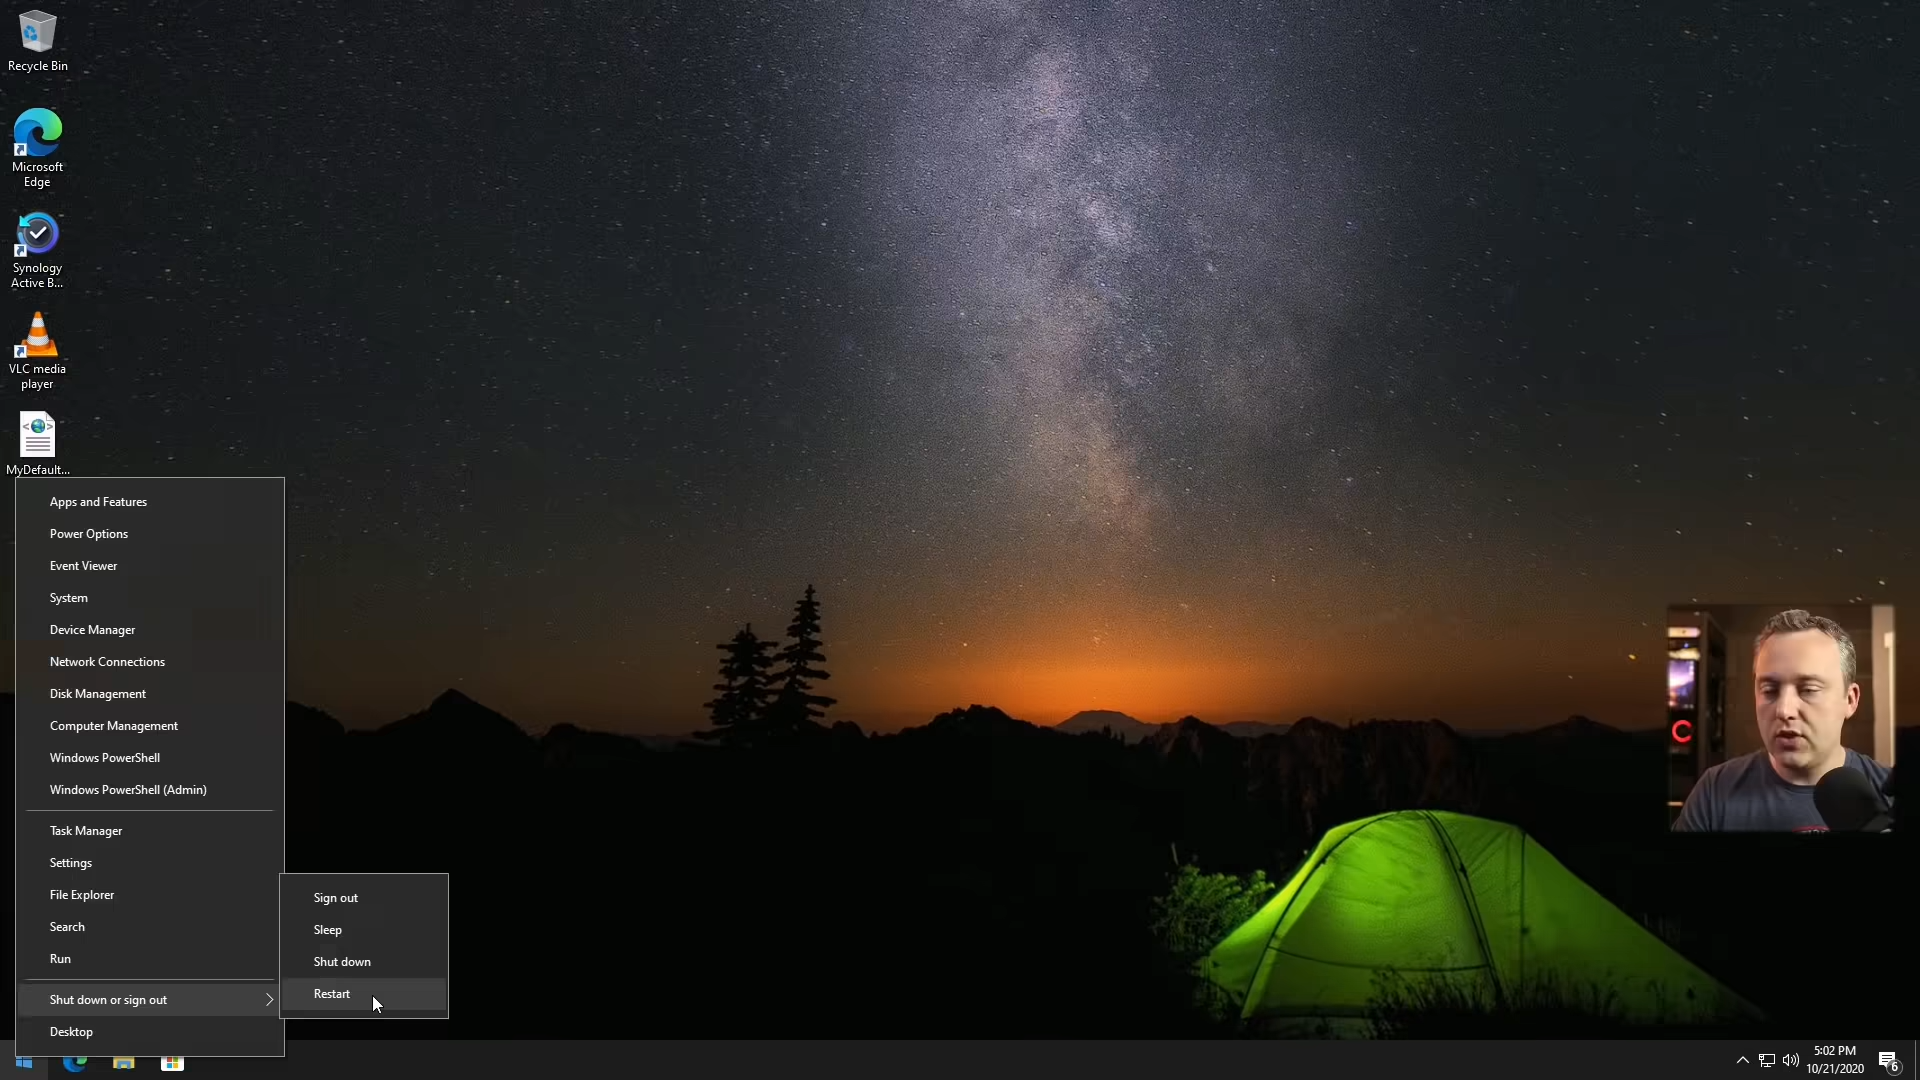 Recycle Bin
Microsoft
Edge
Synology
Active B...
VLC media
player
MyDefault...
Apps and Features
Power Options
Event Viewer
System
Device Manager
Network Connections
Disk Management
Computer Management
Windows PowerShell
Windows PowerShell (Admin)
Task Manager
Settings
File Explorer
Search
Run
Shut down or sign out
Desktop
Sign out
Sleep
Shut down
Restart
5:02 PM
10/21/2020
6